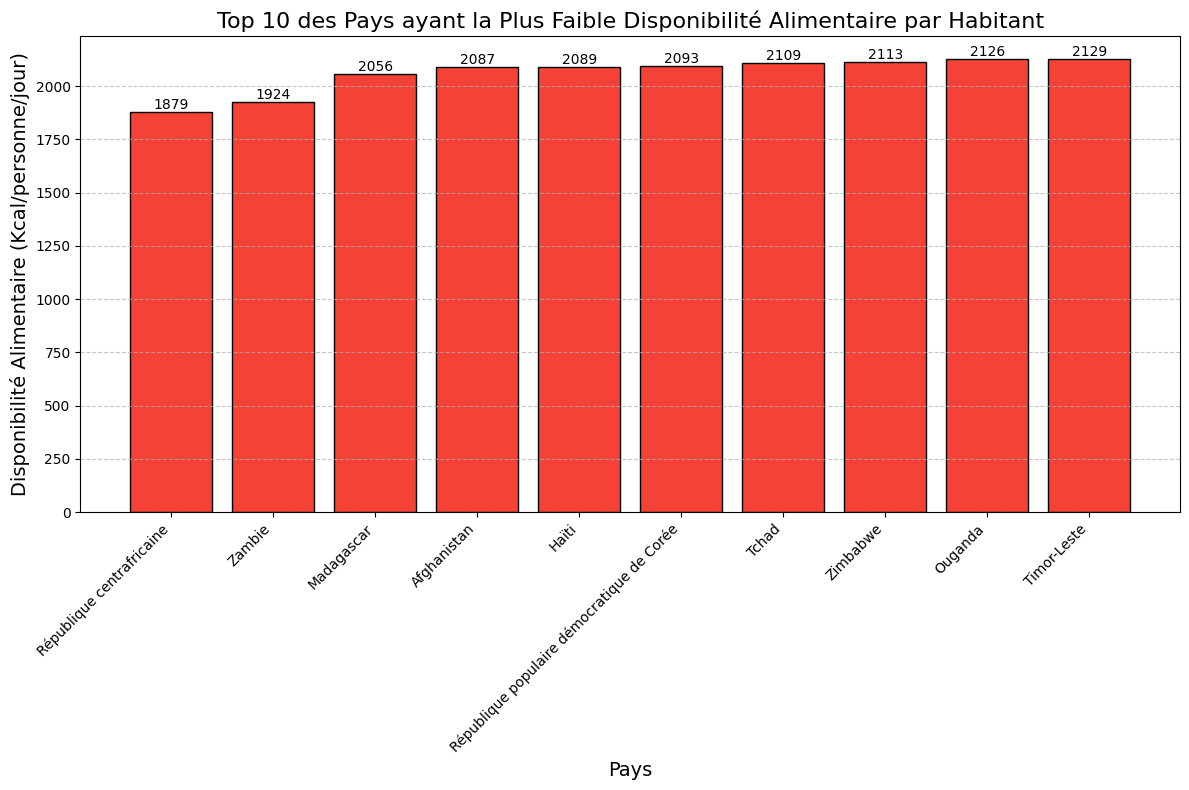 Top 10 des Pays ayant la Plus Faible Disponibilité Alimentaire par Habitant
Disponibilité Alimentaire (Kcal/personne/jour)
2000
1750
1500
1250
1000
750
500
250
0
1879
1924
2056
2087
2089
2093
2109
2113
2126
2129
République centrafricaine
Zambie
Madagascar
Afghanistan
Haïti
République populaire démocratique de Corée
Tchad
Zimbabwe
Ouganda
Timor-Leste
Pays